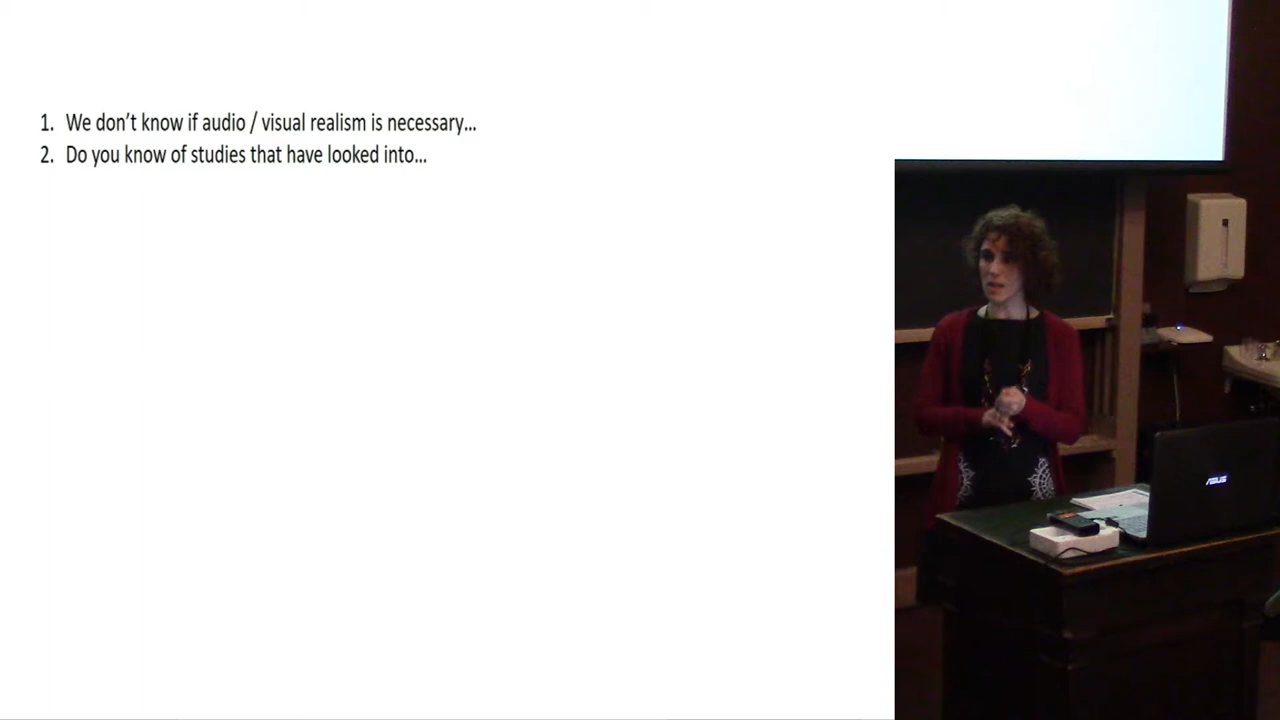 1. We don't know if audio / visual realism is necessary...
2. Do you know of studies that have looked into...
ASUS